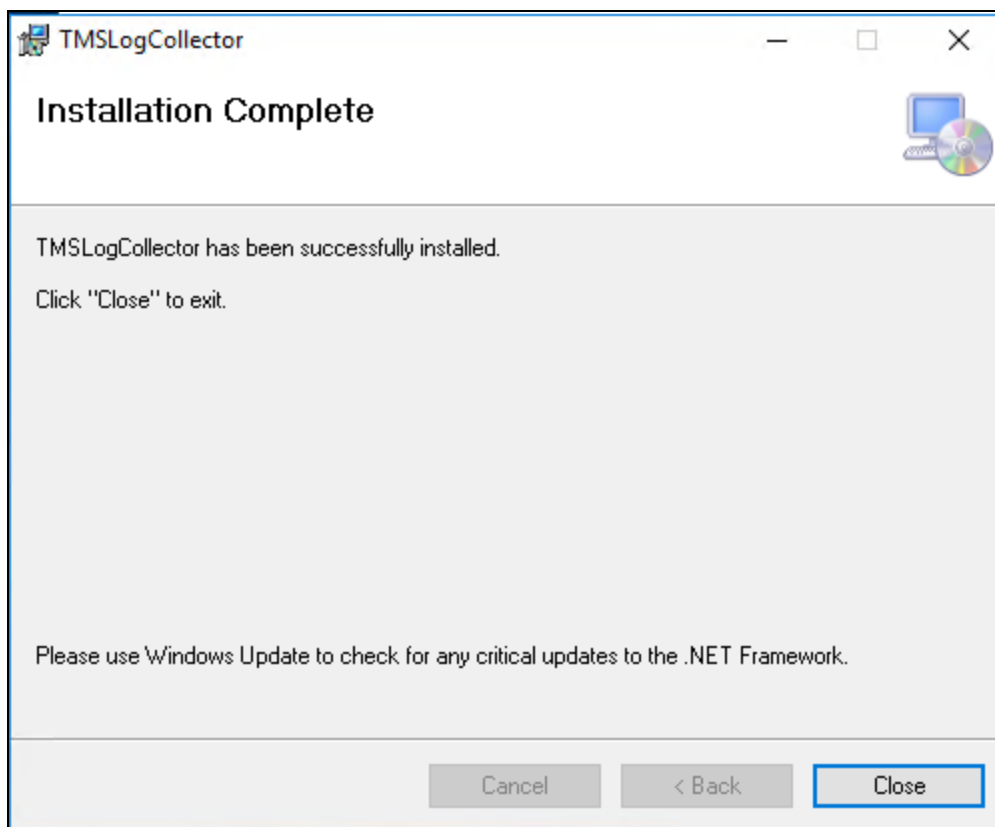 TMSLogCollector
Installation Complete
TMSLogCollector has been successfully installed.
Click "Close" to exit.
Please use Windows Update to check for any critical updates to the .NET Framework.
Cancel
< Back
Close